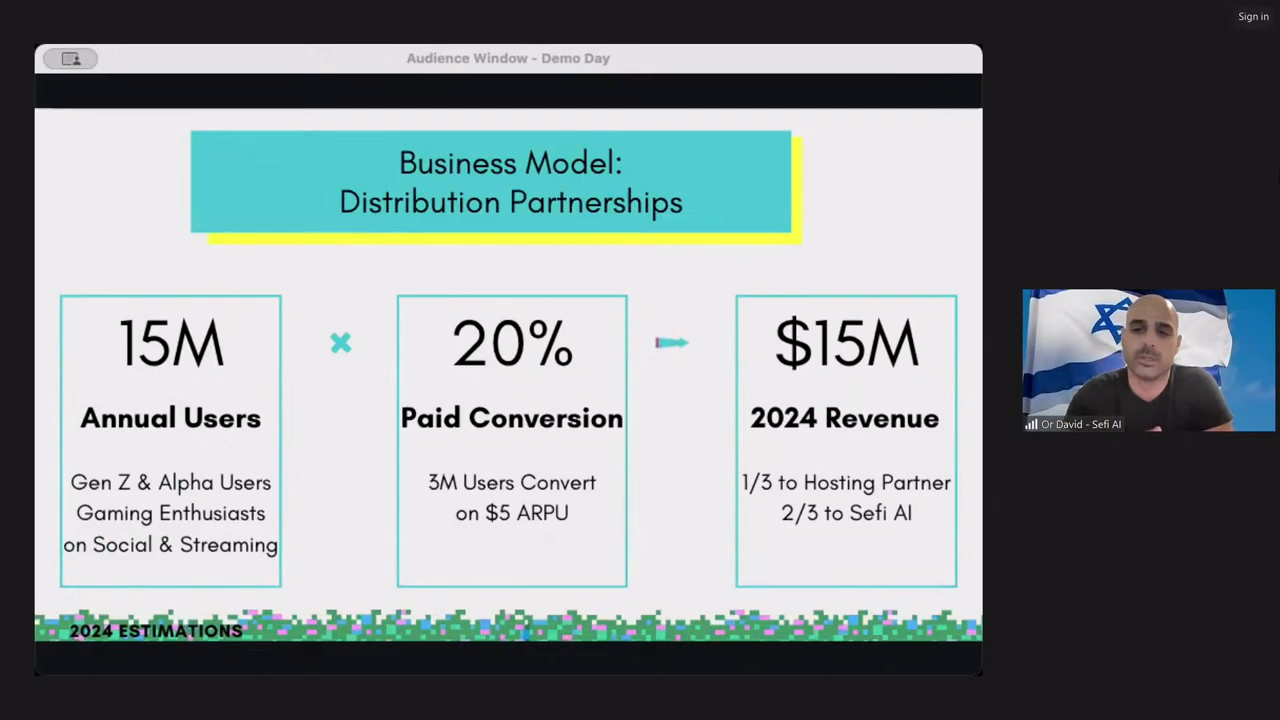 Sign in
Audience Window - Demo Day
Business Model:
Distribution Partnerships
15M
Annual Users
Gen Z & Alpha Users
Gaming Enthusiasts
on Social & Streaming
20%
Paid Conversion
3M Users Convert
on $5 ARPU
$15M
2024 Revenue
1/3 to Hosting Partner
2/3 to Sefi AI
Or David - Sefi AI
2024 ESTIMATIONS